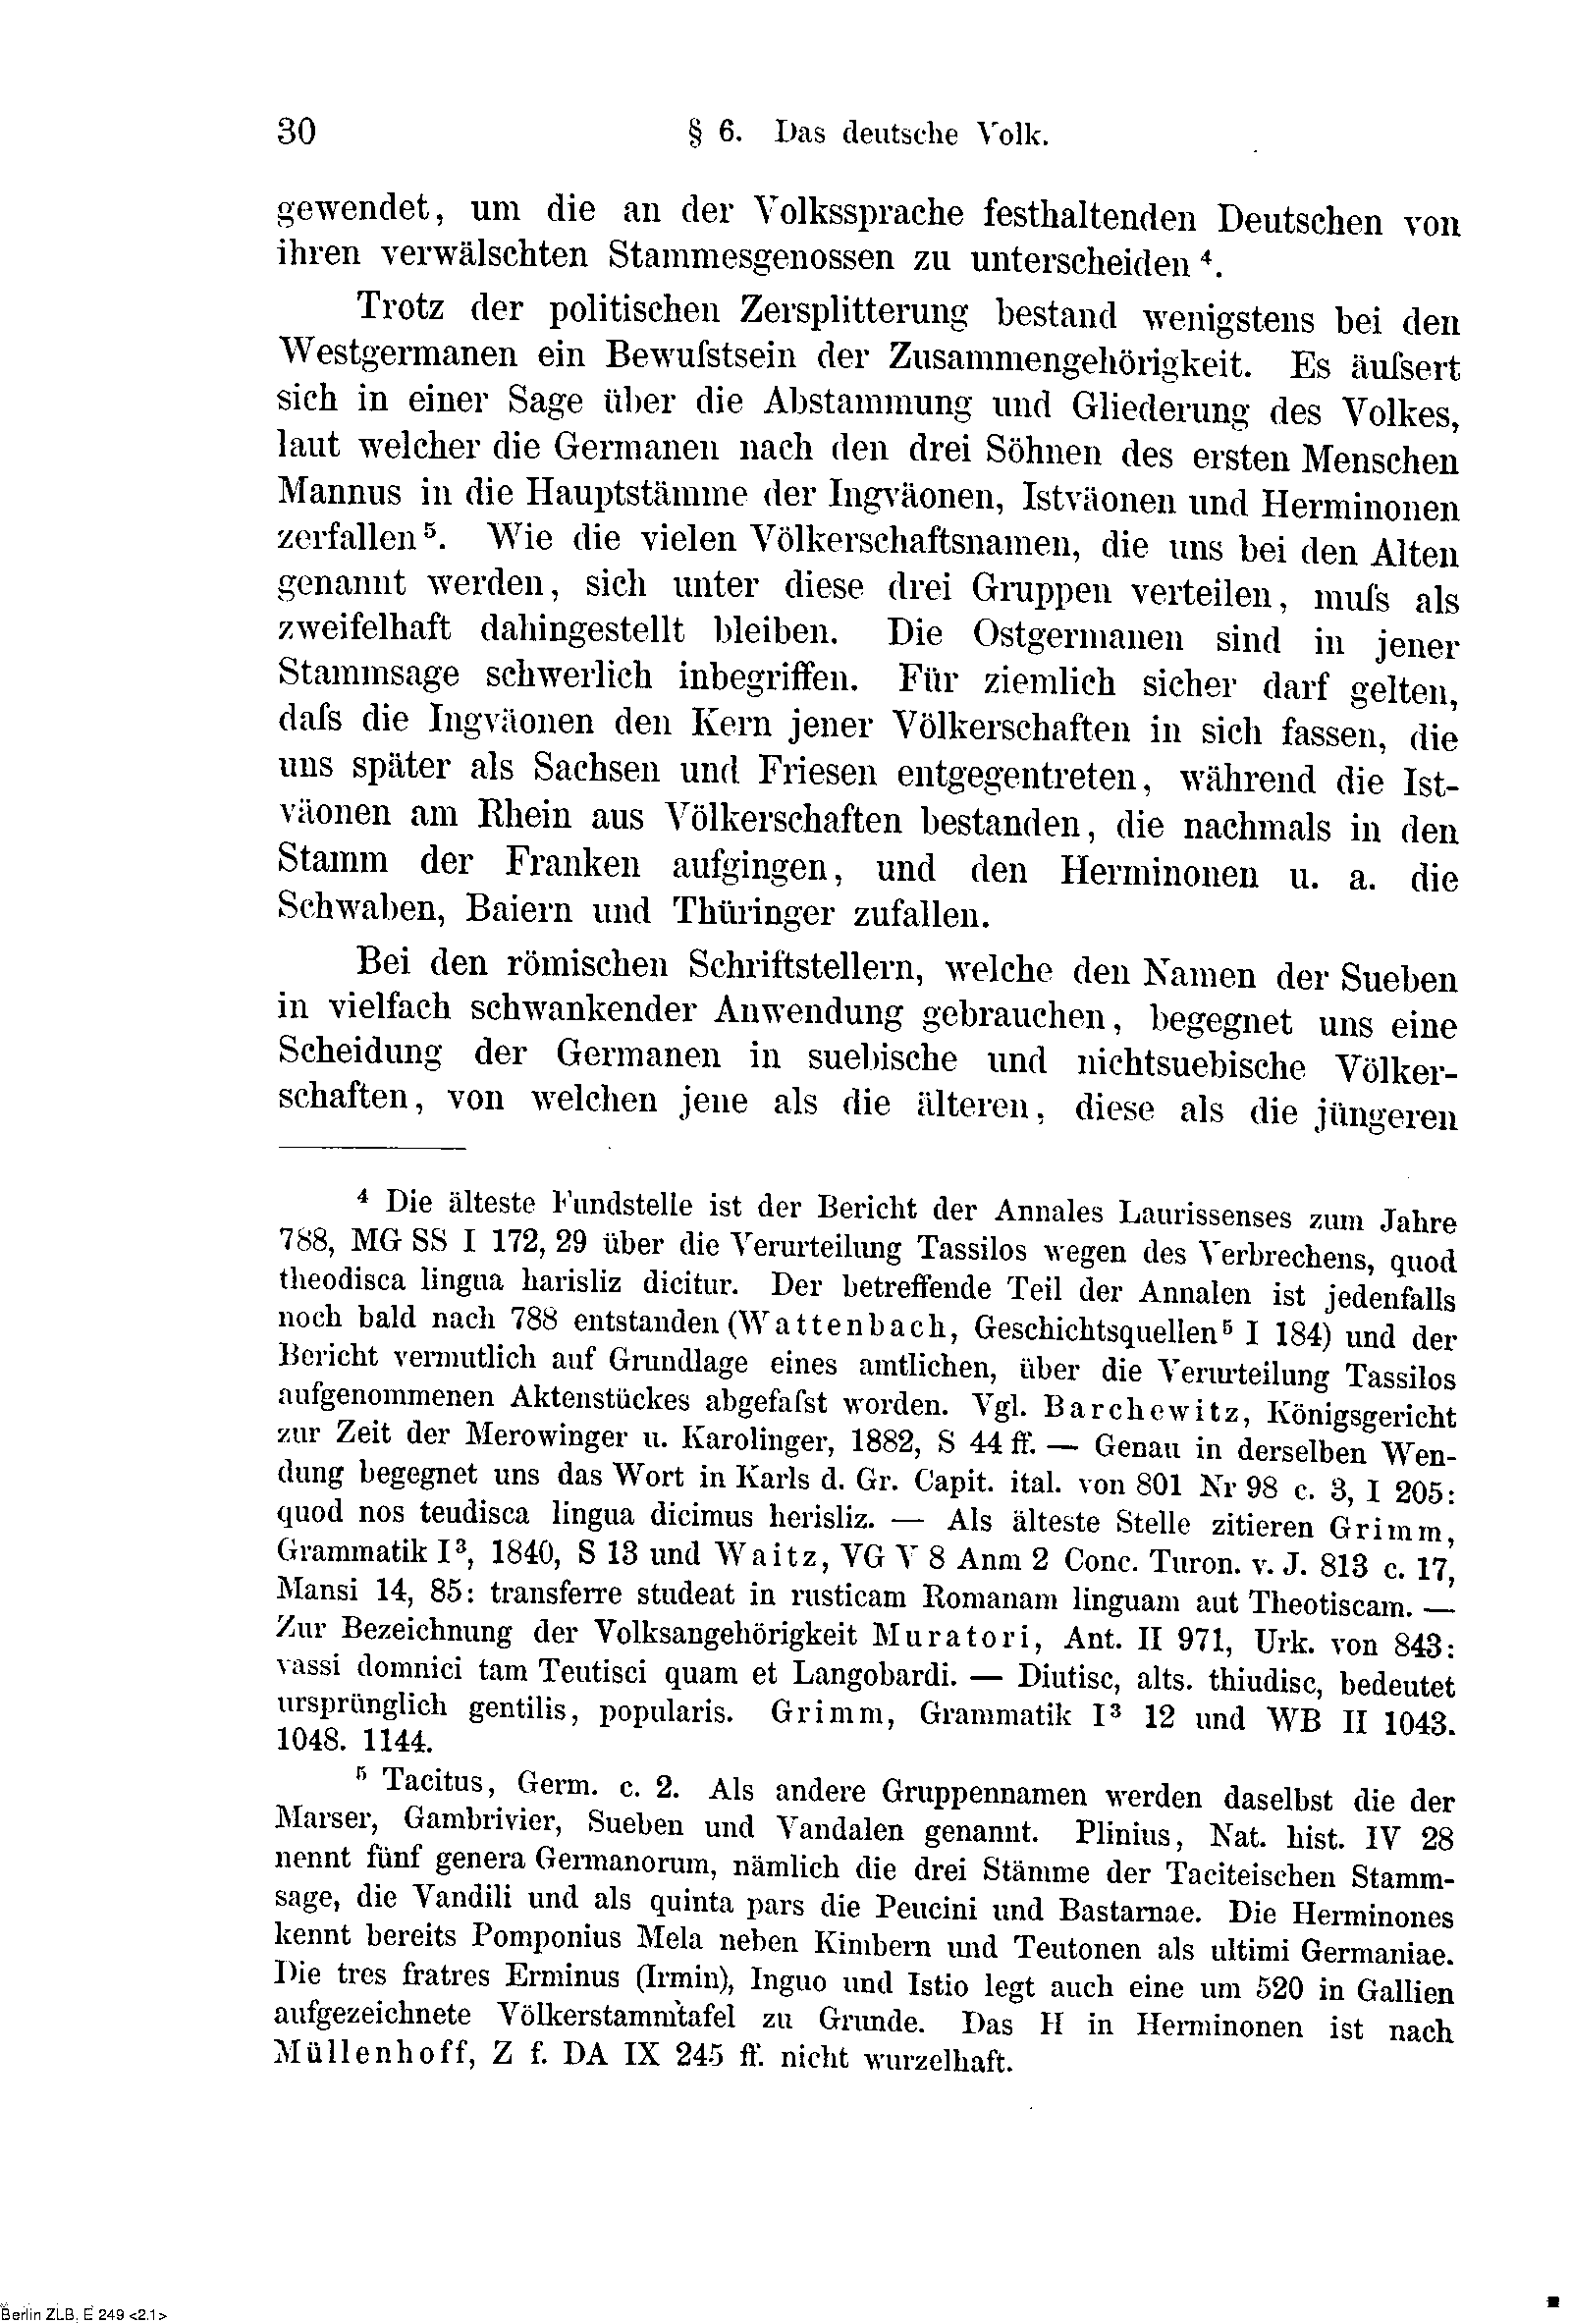 30 § 6. Das deutsche Volk.
gewendet, um die an der Volkssprache festhaltenden Deutschen von
ihren verwälschten Stammesgenossen zu unterscheiden⁴.
Trotz der politischen Zersplitterung bestand wenigstens bei den
Westgermanen ein Bewuſstsein der Zusammengehörigkeit. Es äuſsert
sich in einer Sage über die Abstammung und Gliederung des Volkes,
laut welcher die Germanen nach den drei Söhnen des ersten Menschen
Mannus in die Hauptstämme der Ingväonen, Istväonen und Herminonen
zerfallen⁵. Wie die vielen Völkerschaftsnamen, die uns bei den Alten
genannt werden, sich unter diese drei Gruppen verteilen, muſs als
zweifelhaft dahingestellt bleiben. Die Ostgermanen sind in jener
Stammsage schwerlich inbegriffen. Für ziemlich sicher darf gelten,
daſs die Ingväonen den Kern jener Völkerschaften in sich fassen, die
uns später als Sachsen und Friesen entgegentreten, während die Ist-
väonen am Rhein aus Völkerschaften bestanden, die nachmals in den
Stamm der Franken aufgingen, und den Herminonen u. a. die
Schwaben, Baiern und Thüringer zufallen.
Bei den römischen Schriftstellern, welche den Namen der Sueben
in vielfach schwankender Anwendung gebrauchen, begegnet uns eine
Scheidung der Germanen in suebische und nichtsuebische Völker-
schaften, von welchen jene als die älteren, diese als die jüngeren
⁴ Die älteste Fundstelle ist der Bericht der Annales Laurissenses zum Jahre
788, MG SS I 172, 29 über die Verurteilung Tassilos wegen des Verbrechens, quod
theodisca lingua harisliz dicitur. Der betreffende Teil der Annalen ist jedenfalls
noch bald nach 788 entstanden (Wattenbach, Geschichtsquellen⁵ I 184) und der
Bericht vermutlich auf Grundlage eines amtlichen, über die Verurteilung Tassilos
aufgenommenen Aktenstückes abgefaſst worden. Vgl. Barchewitz, Königsgericht
zur Zeit der Merowinger u. Karolinger, 1882, S 44 ff. — Genau in derselben Wen-
dung begegnet uns das Wort in Karls d. Gr. Capit. ital. von 801 Nr 98 c. 3, I 205:
quod nos teudisca lingua dicimus herisliz. — Als älteste Stelle zitieren Grimm,
Grammatik I³, 1840, S 13 und Waitz, VG V 8 Anm 2 Conc. Turon. v. J. 813 c. 17,
Mansi 14, 85: transferre studeat in rusticam Romanam linguam aut Theotiscam. —
Zur Bezeichnung der Volksangehörigkeit Muratori, Ant. II 971, Urk. von 843:
vassi domnici tam Teutisci quam et Langobardi. — Diutisc, alts. thiudisc, bedeutet
ursprünglich gentilis, popularis. Grimm, Grammatik I³ 12 und WB II 1043.
1048. 1144.
⁵ Tacitus, Germ. c. 2. Als andere Gruppennamen werden daselbst die der
Marser, Gambrivier, Sueben und Vandalen genannt. Plinius, Nat. hist. IV 28
nennt fünf genera Germanorum, nämlich die drei Stämme der Taciteischen Stamm-
sage, die Vandili und als quinta pars die Peucini und Bastarnae. Die Herminones
kennt bereits Pomponius Mela neben Kimbern und Teutonen als ultimi Germaniae.
Die tres fratres Erminus (Irmin), Inguo und Istio legt auch eine um 520 in Gallien
aufgezeichnete Völkerstammtafel zu Grunde. Das H in Herminonen ist nach
Müllenhoff, Z f. DA IX 245 ff. nicht wurzelhaft.
Berlin ZLB, E 249 <2,1>